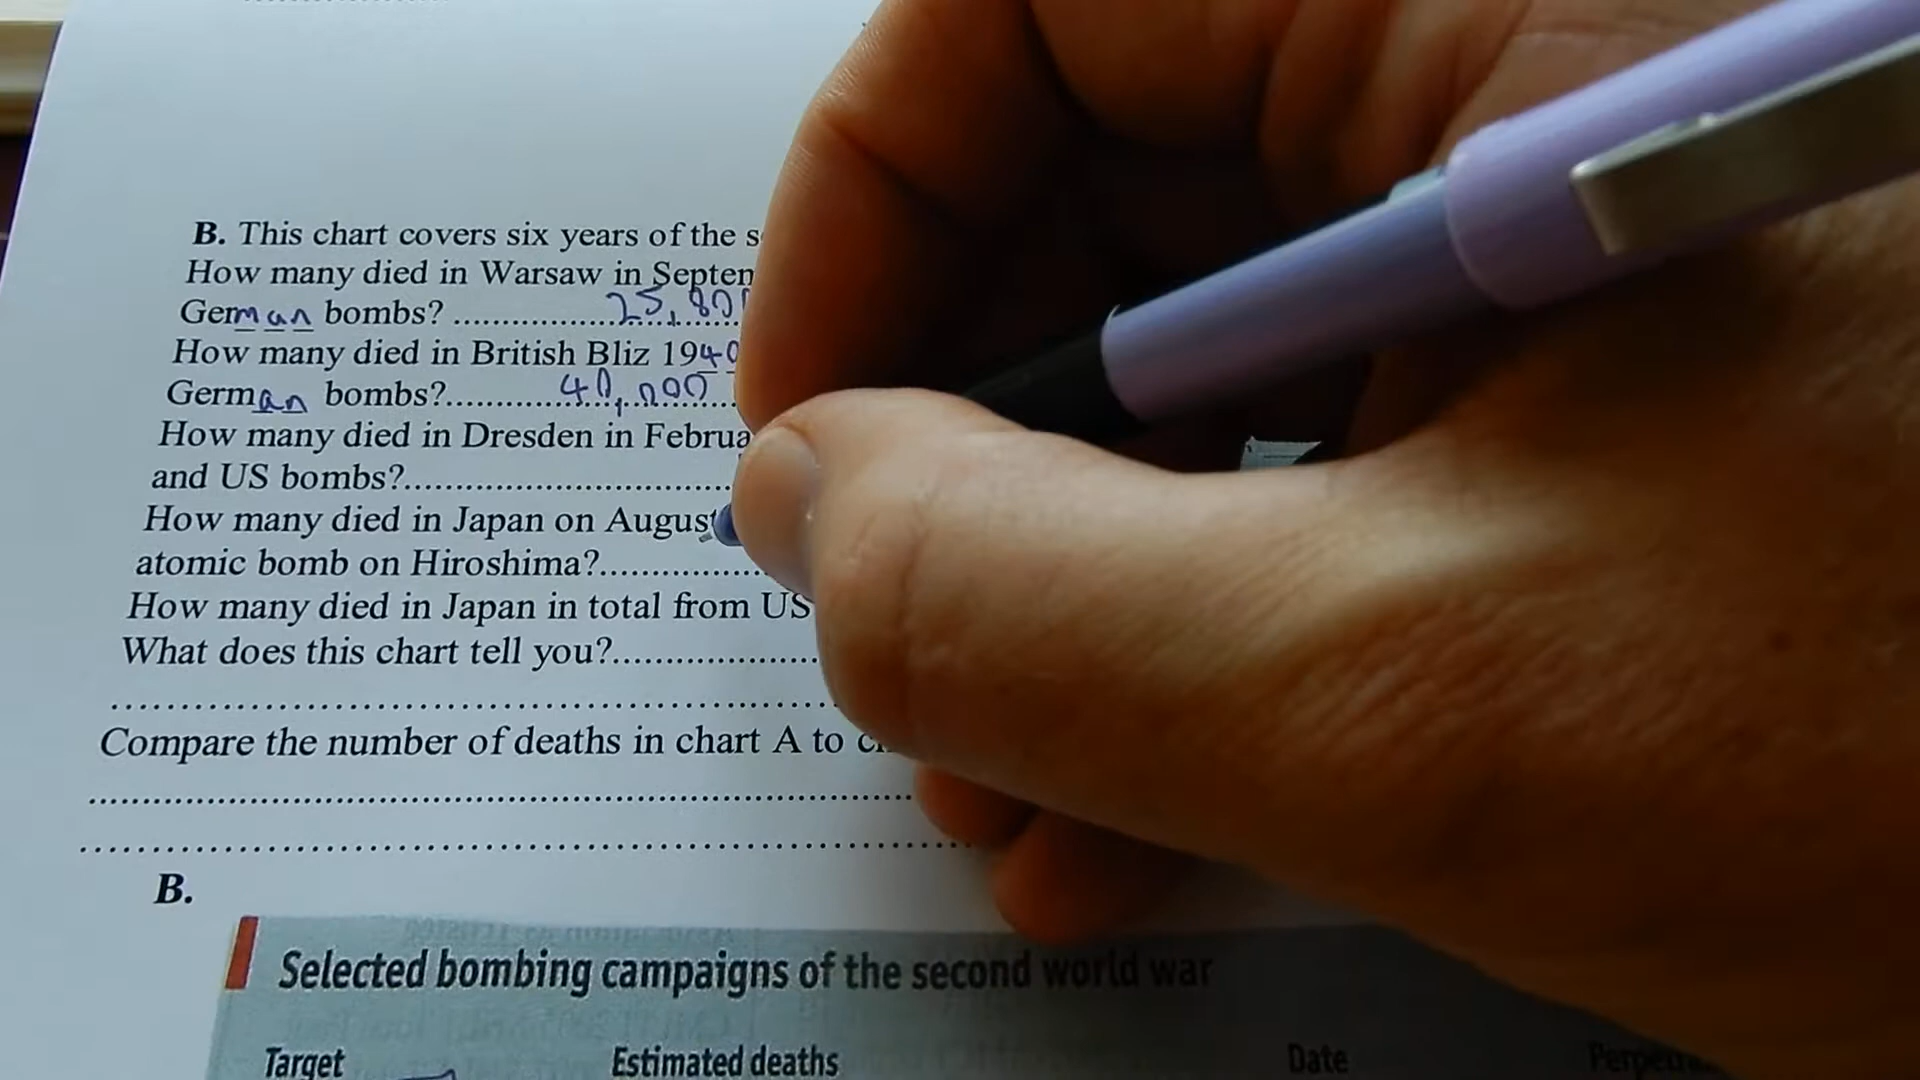 B. This chart covers six years of the s
How many died in Warsaw in Septem
German bombs? .................... 25,800
How many died in British Bliz 1940
German bombs?............ 40,000
How many died in Dresden in Februa
and US bombs?..............................
How many died in Japan on August
atomic bomb on Hiroshima?...............
How many died in Japan in total from US
What does this chart tell you?...................
Compare the number of deaths in chart A to
B.
Selected bombing campaigns of the second world war
Target Estimated deaths Date